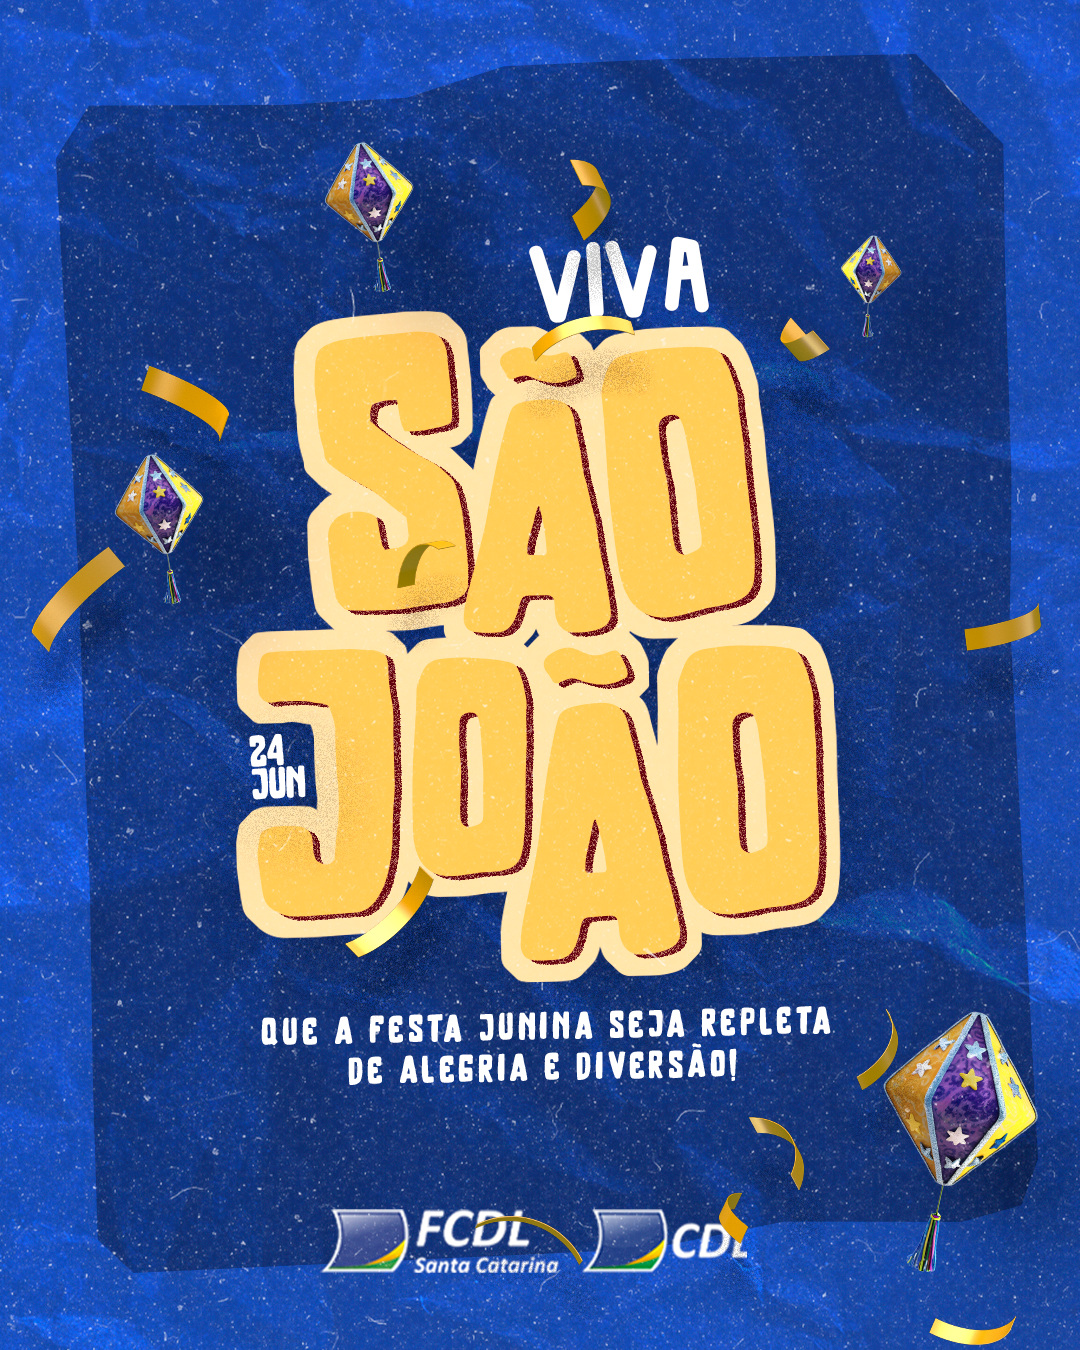 VIVA
SÃO
JOÃO
24
JUN
QUE A FESTA JUNINA SEJA REPLETA
DE ALEGRIA E DIVERSÃO!
FCDL
Santa Catarina
CDL